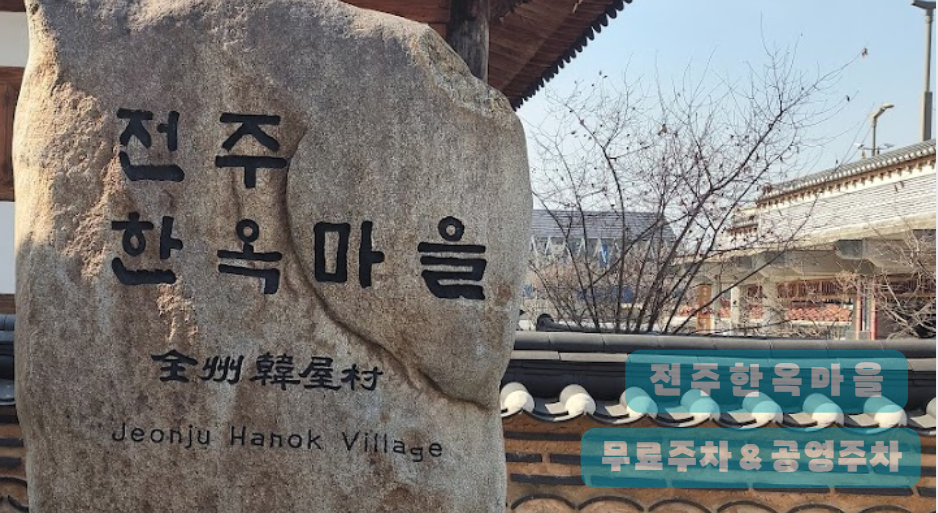 전주
한옥마을
全州韓屋村
Jeonju Hanok Village
전주한옥마을
무료주차 & 공영주차